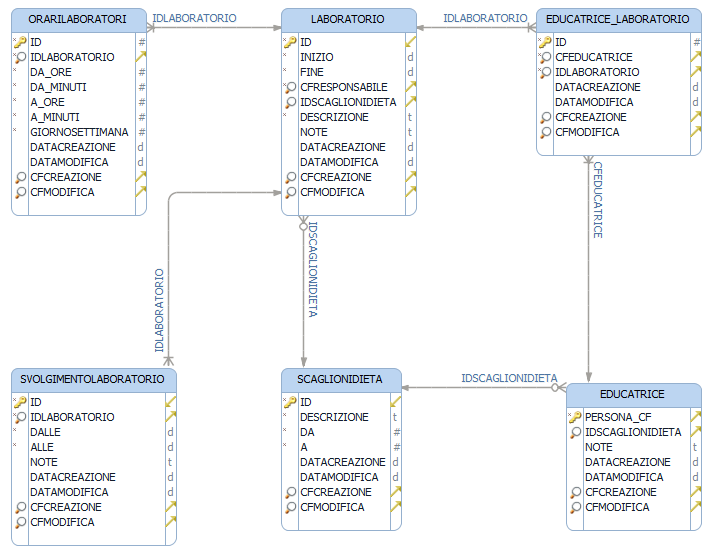 ORARILABORATORI
ID #
IDLABORATORIO
DA_ORE #
DA_MINUTI #
A_ORE #
A_MINUTI #
GIORNOSETTIMANA #
DATACREAZIONE d
DATAMODIFICA d
CFCREAZIONE
CFMODIFICA
IDLABORATORIO
LABORATORIO
ID
INIZIO d
FINE d
CFRESPONSABILE
IDSCAGLIONIDIETA
DESCRIZIONE t
NOTE t
DATACREAZIONE d
DATAMODIFICA d
CFCREAZIONE
CFMODIFICA
IDLABORATORIO
EDUCATRICE_LABORATORIO
ID #
CFEDUCATRICE
IDLABORATORIO
DATACREAZIONE d
DATAMODIFICA d
CFCREAZIONE
CFMODIFICA
IDLABORATORIO
IDSCAGLIONIDIETA
CFEDUCATRICE
SVOLGIMENTOLABORATORIO
ID
IDLABORATORIO
DALLE d
ALLE d
NOTE t
DATACREAZIONE d
DATAMODIFICA d
CFCREAZIONE
CFMODIFICA
SCAGLIONIDIETA
ID
DESCRIZIONE t
DA #
A #
DATACREAZIONE d
DATAMODIFICA d
CFCREAZIONE
CFMODIFICA
IDSCAGLIONIDIETA
EDUCATRICE
PERSONA_CF
IDSCAGLIONIDIETA
NOTE t
DATACREAZIONE d
DATAMODIFICA d
CFCREAZIONE
CFMODIFICA